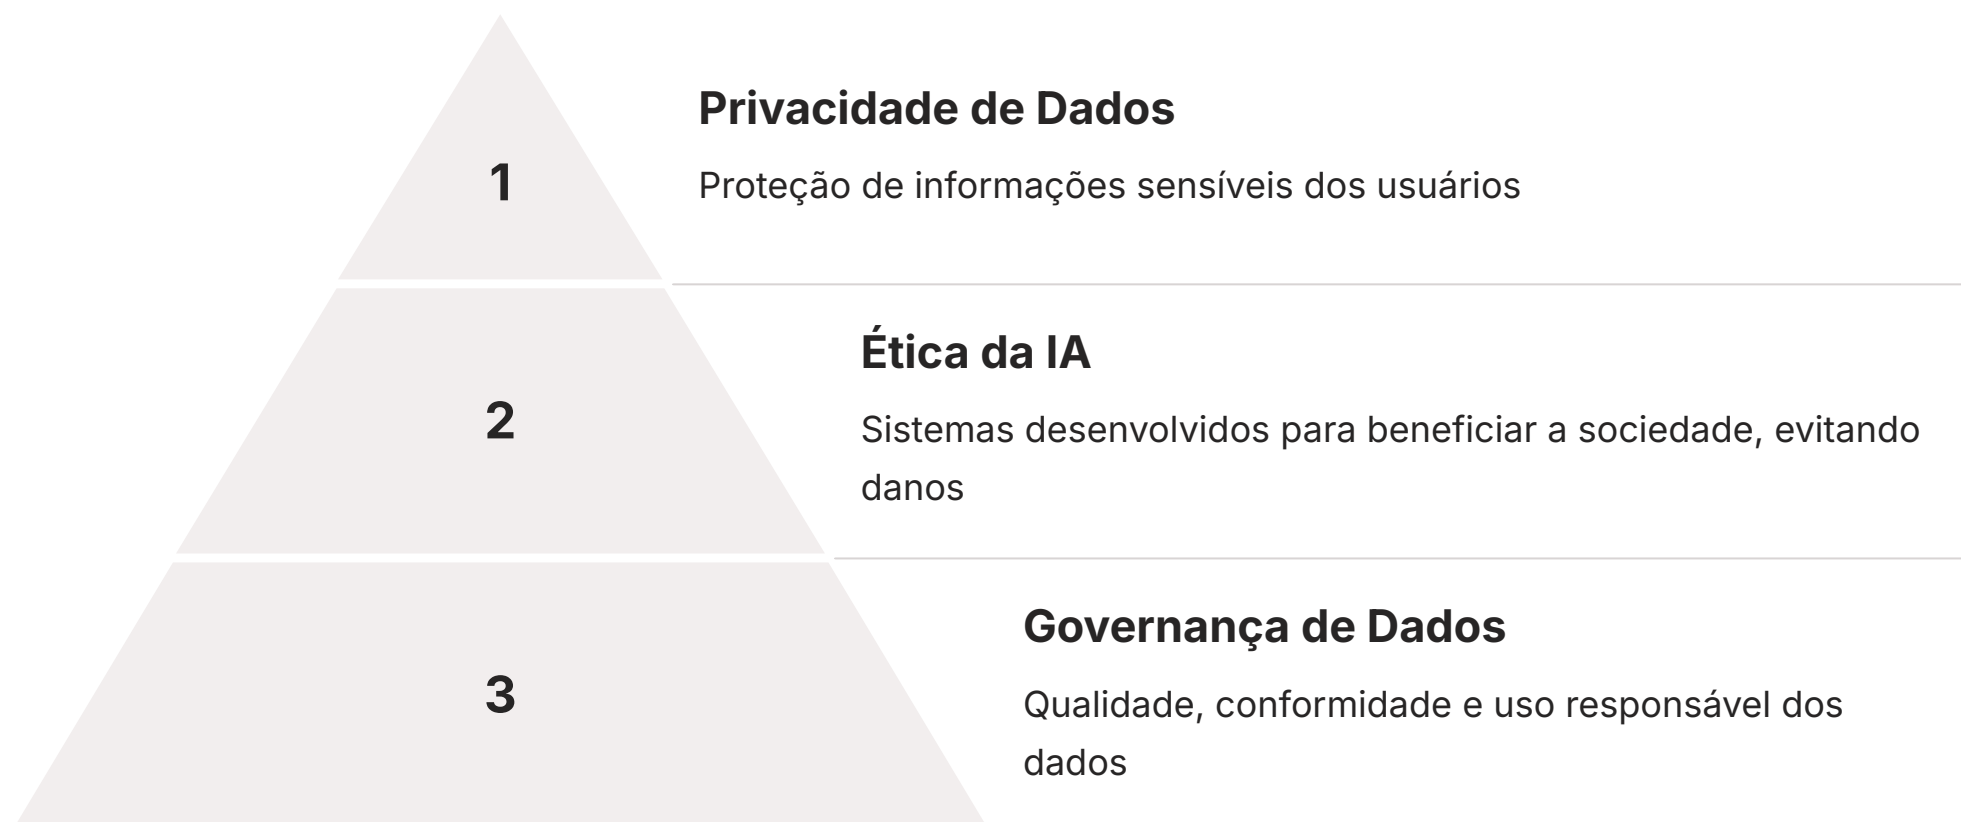 1
Privacidade de Dados
Proteção de informações sensíveis dos usuários
2
Ética da IA
Sistemas desenvolvidos para beneficiar a sociedade, evitando
danos
3
Governança de Dados
Qualidade, conformidade e uso responsável dos
dados